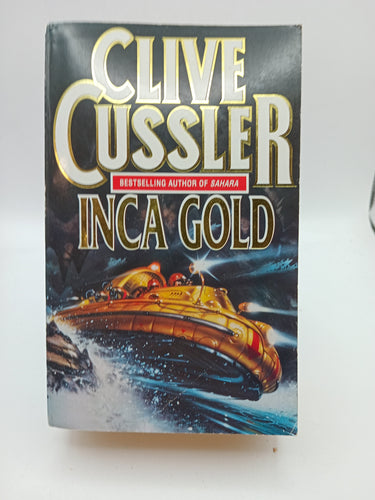 CLIVE
CUSSLER
BESTSELLING AUTHOR OF SAHARA
INCA GOLD